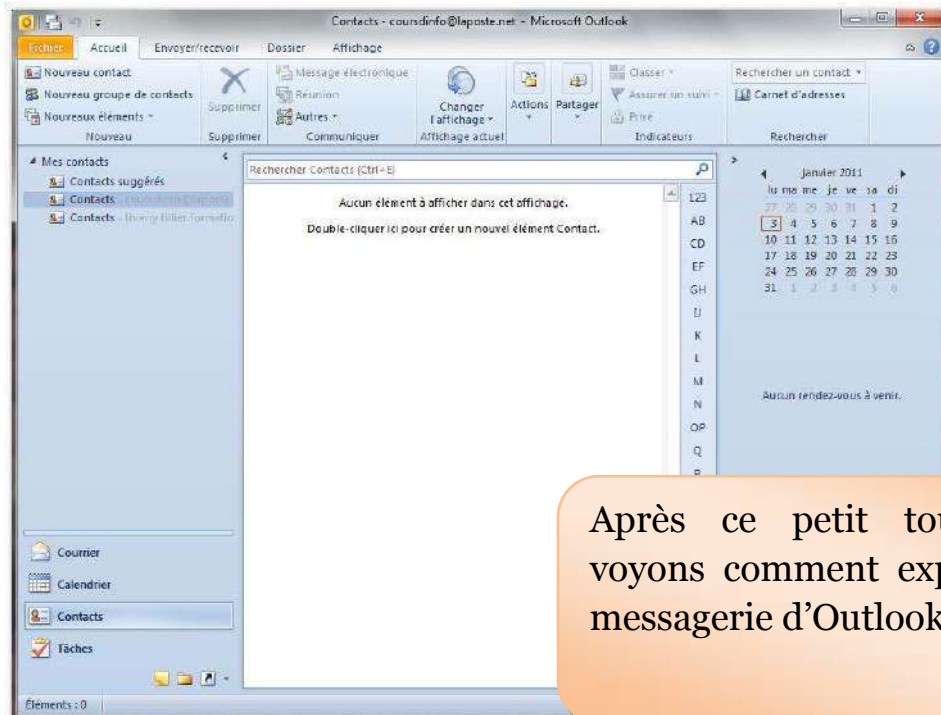 Contacts - coursdinfo@laposte.net - Microsoft Outlook
Fichier Accueil Envoyer/recevoir Dossier Affichage
Nouveau contact
Nouveau groupe de contacts
Nouveaux éléments
Nouveau
Supprimer
Supprimer
Message électronique
Réunion
Autres
Communiquer
Changer
l'affichage
Affichage actuel
Actions
Partager
Classer
Assurer un suivi
Privé
Indicateurs
Rechercher un contact
Carnet d'adresses
Rechercher
Mes contacts
Contacts suggérés
Contacts
Contacts
Rechercher Contacts (Ctrl+E)
Aucun élément à afficher dans cet affichage.
Double-cliquer ici pour créer un nouvel élément Contact.
123
AB
CD
EF
GH
IJ
K
L
M
N
OP
Q
janvier 2011
lu ma me je ve sa di
27 28 29 30 31 1 2
3 4 5 6 7 8 9
10 11 12 13 14 15 16
17 18 19 20 21 22 23
24 25 26 27 28 29 30
31 1 2 3 4 5 6
Aucun rendez-vous à venir.
Courrier
Calendrier
Contacts
Tâches
Éléments : 0
Après ce petit
voyons comment
messagerie d'Outlook